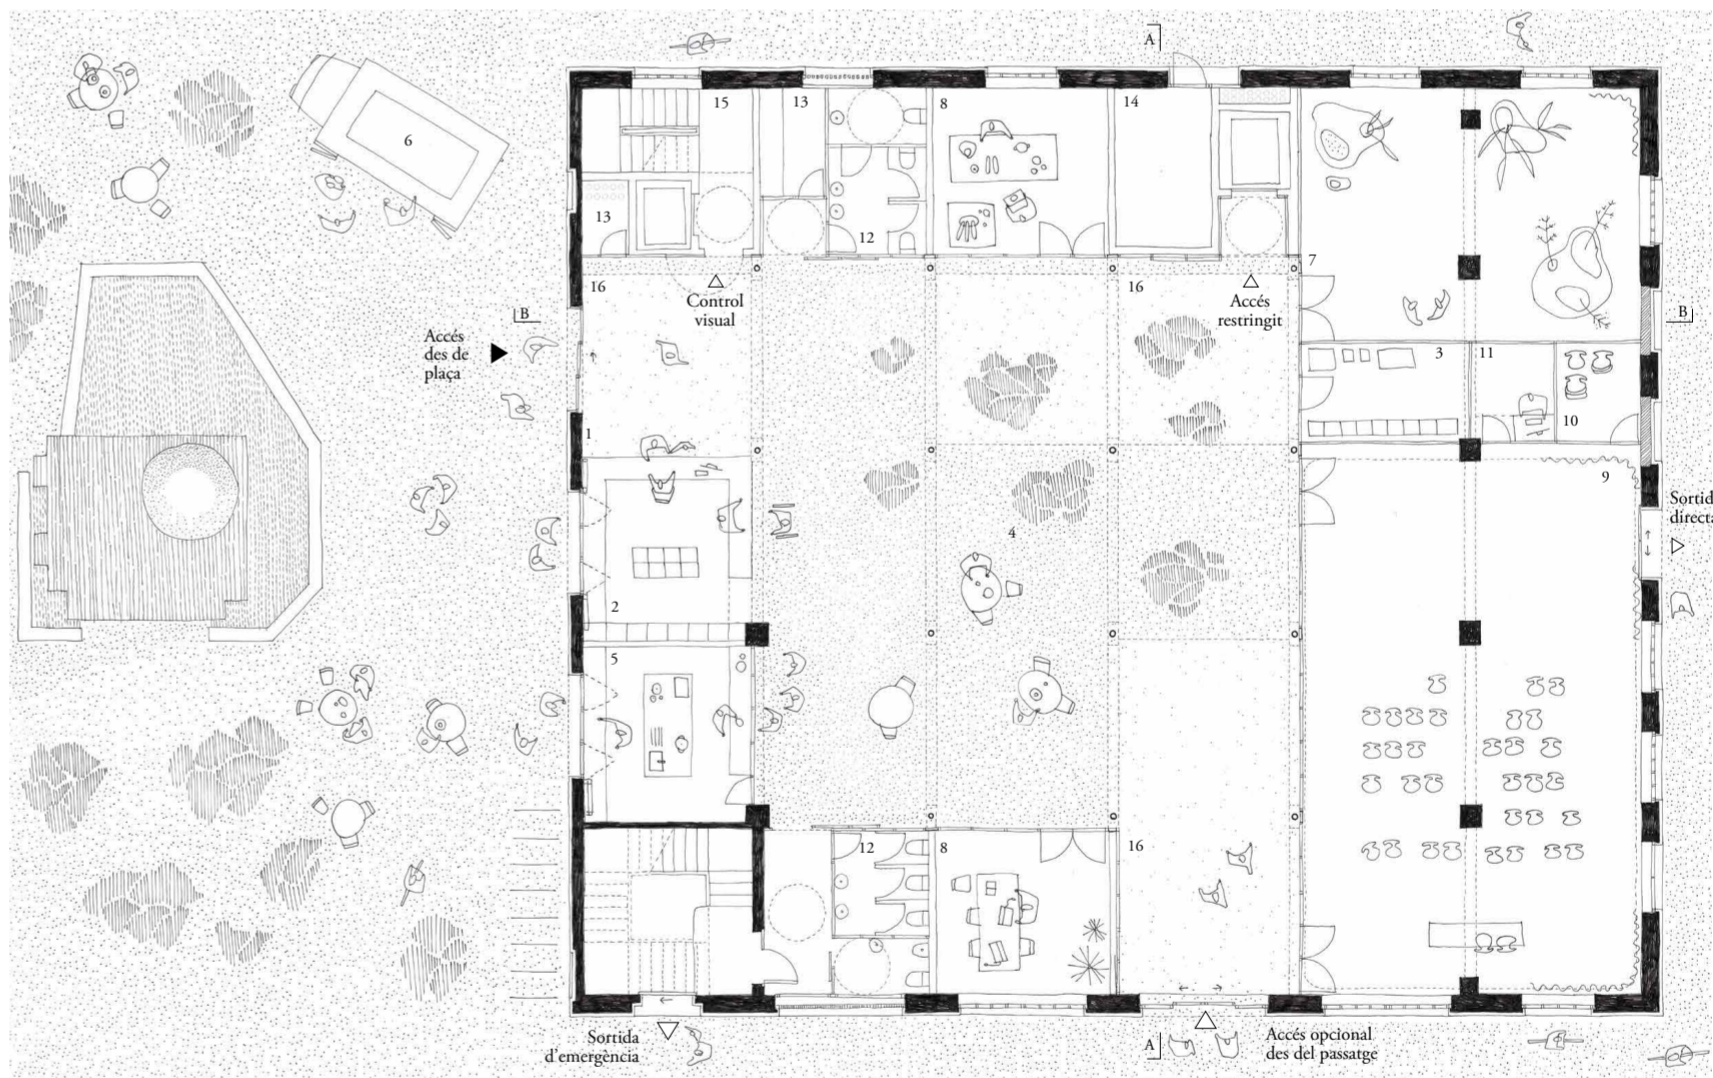 A
6
15
13
8
14
13
12
7
16
Control
visual
16
Accés
restringit
B
B
Accés
des de
plaça
3
11
10
1
9
Sortid
directa
4
2
5
12
8
16
Sortida
d'emergència
A
Accés opcional
des del passatge